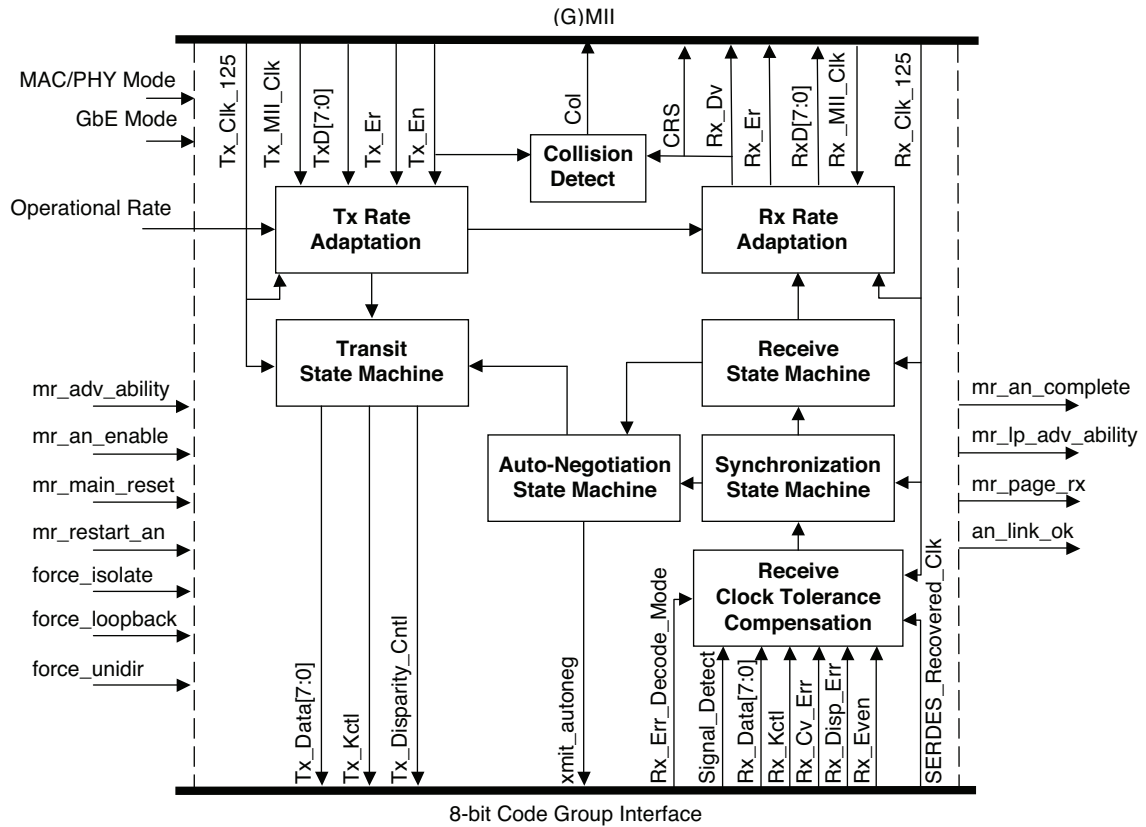 (G)MII
MAC/PHY Mode
GbE Mode
Operational Rate
Tx_Clk_125
Tx_MII_Clk
TxD[7:0]
Tx_Er
Tx_En
Col
CRS
Rx_Dv
Rx_Er
RxD[7:0]
Rx_MII_Clk
Rx_Clk_125
Collision
Detect
Tx Rate
Adaptation
Rx Rate
Adaptation
Transit
State Machine
Receive
State Machine
Auto-Negotiation
State Machine
Synchronization
State Machine
Receive
Clock Tolerance
Compensation
mr_adv_ability
mr_an_enable
mr_main_reset
mr_restart_an
force_isolate
force_loopback
force_unidir
mr_an_complete
mr_lp_adv_ability
mr_page_rx
an_link_ok
Tx_Data[7:0]
Tx_Kctl
Tx_Disparity_Cntl
xmit_autoneg
Rx_Err_Decode_Mode
Signal_Detect
Rx_Data[7:0]
Rx_Kctl
Rx_Cv_Err
Rx_Disp_Err
Rx_Even
SERDES_Recovered_Clk
8-bit Code Group Interface